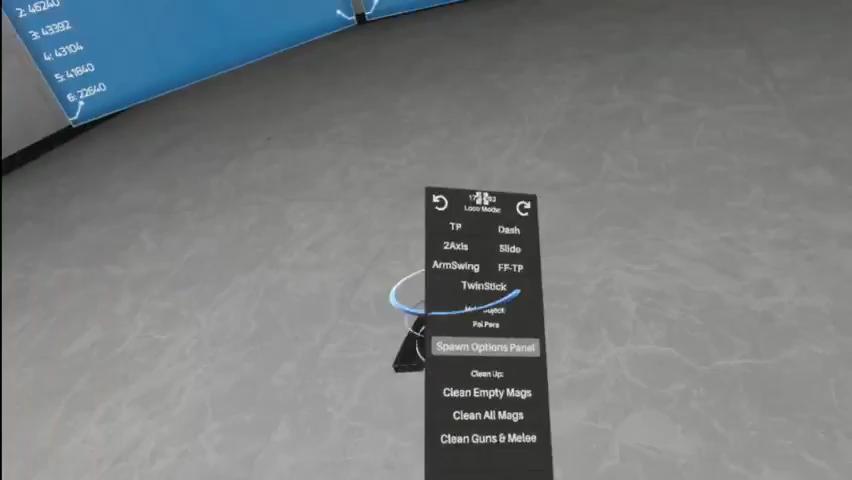 2: 46240
3: 43392
4: 43104
5: 41840
6: 22640
Loco Mode:
TP
Dash
2Axis
Slide
ArmSwing
FF-TP
TwinStick
Spawn Options Panel
Clean Up:
Clean Empty Mags
Clean All Mags
Clean Guns & Melee